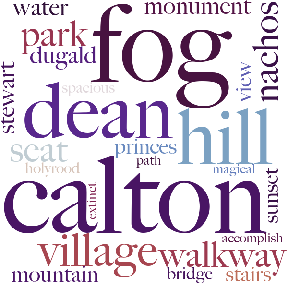 water
monument
fog
park
dugald
nachos
stewart
spacious
view
dean
hill
princes
seat
holyrood
path
magical
sunset
calton
extinct
accomplish
village
walkway
mountain
bridge
stairs